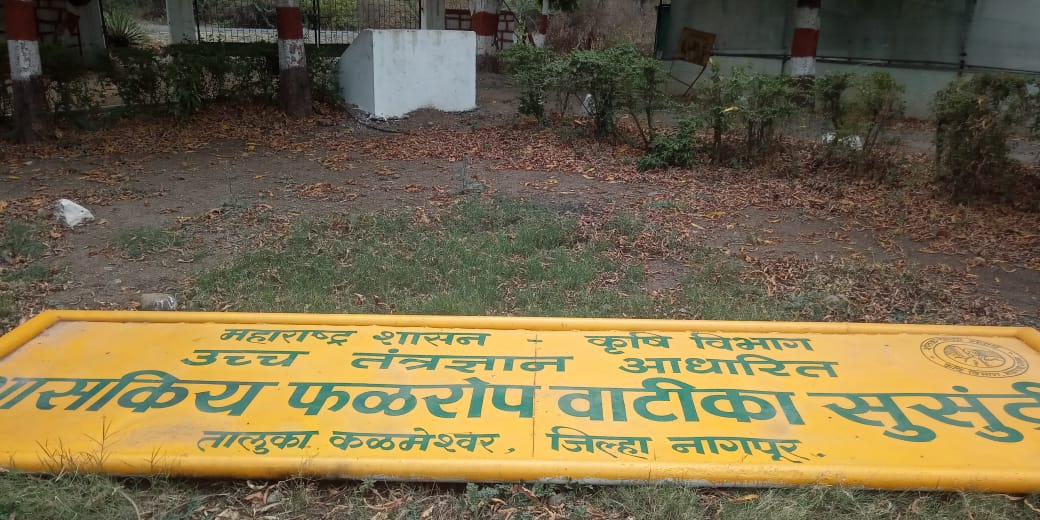 महाराष्ट्र शासन - कृषि विभाग
उच्च तंत्रज्ञान आधारित
शासकिय फळरोप वाटीका सुसुंद्री
तालुका कळमेश्वर, जिल्हा नागपूर.